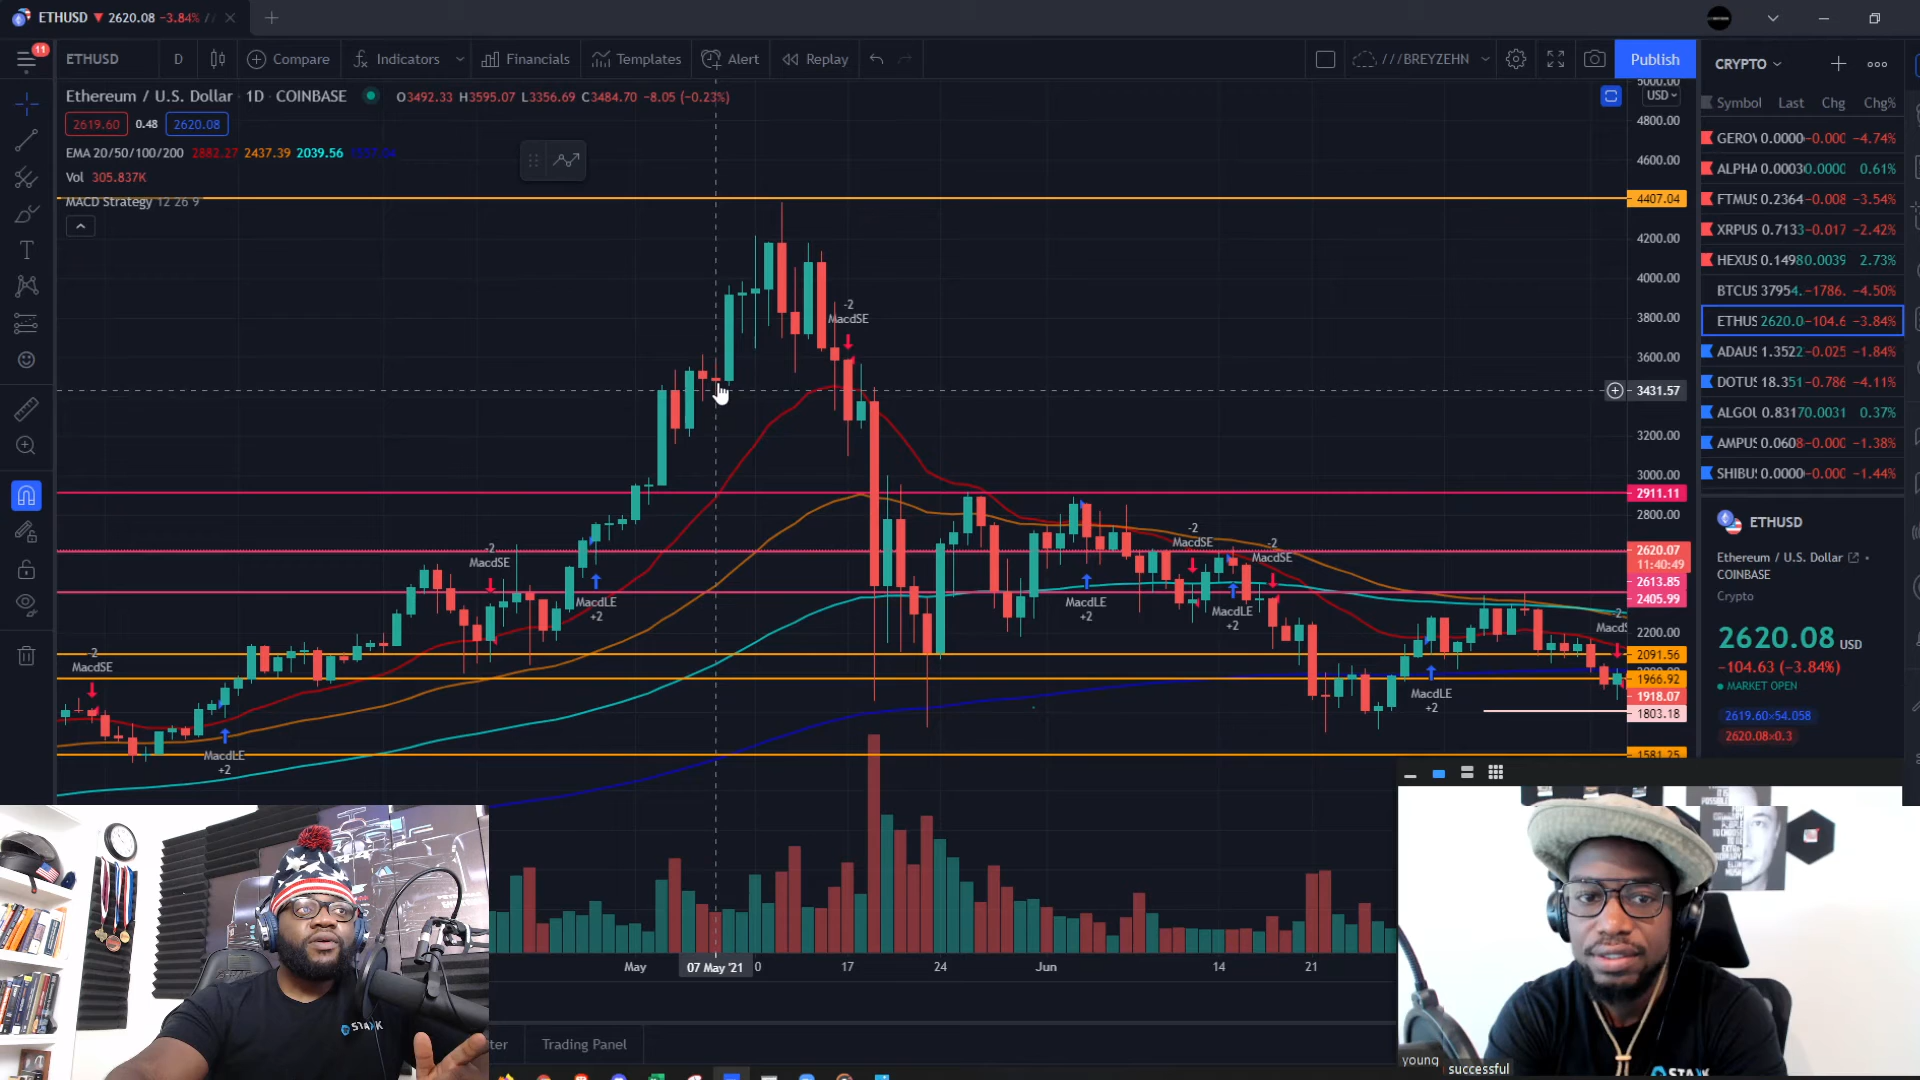 ETHUSD ▼ 2620.08 −3.84% //
ETHUSD D Compare Indicators Financials Templates Alert Replay ///BREYZEHN Publish
11
Ethereum / U.S. Dollar · 1D · COINBASE O3492.33 H3595.07 L3356.69 C3484.70 −8.05 (−0.23%)
2619.60 0.48 2620.08
EMA 20/50/100/200 2882.27 2437.39 2039.56
Vol 305.837K
MACD Strategy 12 26 9
USD
5000.00
4800.00
4600.00
4407.04
4200.00
4000.00
3800.00
3600.00
3431.57
3200.00
3000.00
2911.11
2800.00
2620.07
11:40:49
2613.85
2405.99
2200.00
2091.56
1966.92
1918.07
1803.18
1581.25
-2
MacdSE
-2
MacdSE
-2
MacdSE
-2
MacdSE
-2
MacdSE
-2
MacdS
MacdLE
+2
MacdLE
+2
MacdLE
+2
MacdLE
+2
MacdLE
+2
May 07 May '21 0 17 24 Jun 14 21
ter Trading Panel
CRYPTO
Symbol Last Chg Chg%
GEROV 0.0000 −0.000 −4.74%
ALPHA 0.00030 0.0000 0.61%
FTMUS 0.2364 −0.008 −3.54%
XRPUS 0.7133 −0.017 −2.42%
HEXUS 0.1498 0.0039 2.73%
BTCUS 37954. −1786. −4.50%
ETHUS 2620.0 −104.6 −3.84%
ADAUS 1.3522 −0.025 −1.84%
DOTUS 18.351 −0.786 −4.11%
ALGOU 0.8317 0.0031 0.37%
AMPUS 0.0608 −0.000 −1.38%
SHIBUS 0.0000 −0.000 −1.44%
ETHUSD
Ethereum / U.S. Dollar
COINBASE
Crypto
2620.08 USD
−104.63 (−3.84%)
MARKET OPEN
2619.60×54.058
2620.08×0.3
STAXK
young successful
STAXK